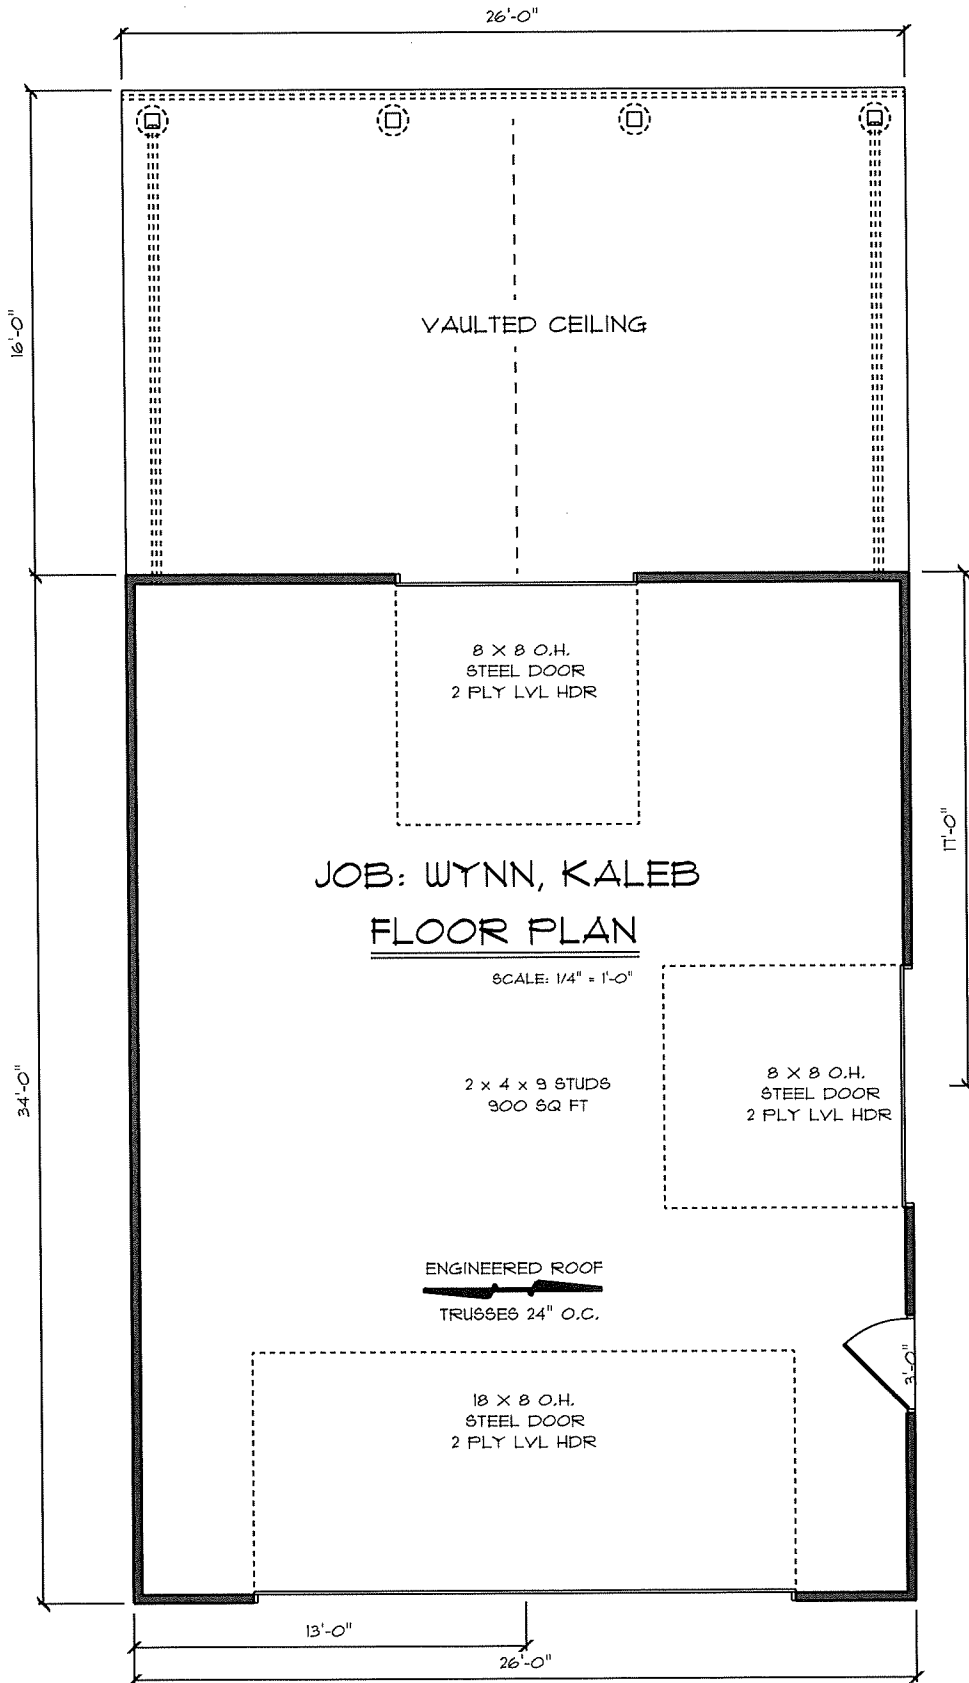 26'-0"
16'-0"
VAULTED CEILING
8 X 8 O.H.
STEEL DOOR
2 PLY LVL HDR
17'-0"
JOB: WYNN, KALEB
FLOOR PLAN
SCALE: 1/4" = 1'-0"
34'-0"
2 x 4 x 9 STUDS
900 SQ FT
8 X 8 O.H.
STEEL DOOR
2 PLY LVL HDR
ENGINEERED ROOF
TRUSSES 24" O.C.
3'-0"
18 X 8 O.H.
STEEL DOOR
2 PLY LVL HDR
13'-0"
26'-0"